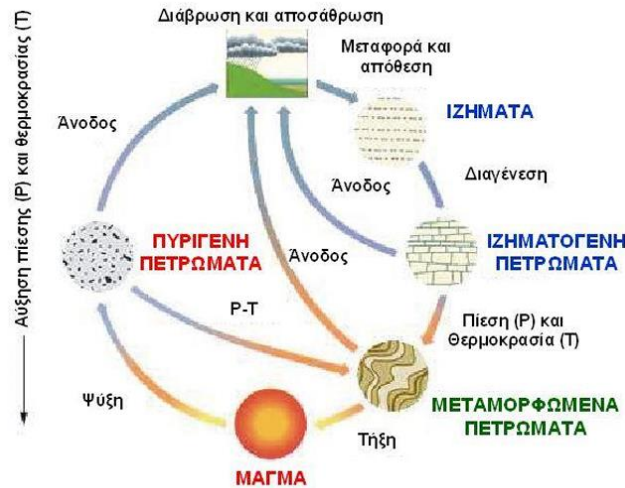 Διάβρωση και αποσάθρωση
Μεταφορά και
απόθεση
ΙΖΗΜΑΤΑ
Άνοδος
Διαγένεση
Άνοδος
ΠΥΡΙΓΕΝΗ
ΠΕΤΡΩΜΑΤΑ
Άνοδος
ΙΖΗΜΑΤΟΓΕΝΗ
ΠΕΤΡΩΜΑΤΑ
P-T
Πίεση (P) και
Θερμοκρασία (T)
Ψύξη
Τήξη
ΜΕΤΑΜΟΡΦΩΜΕΝΑ
ΠΕΤΡΩΜΑΤΑ
ΜΑΓΜΑ
Αύξηση πίεσης (P) και θερμοκρασίας (T)